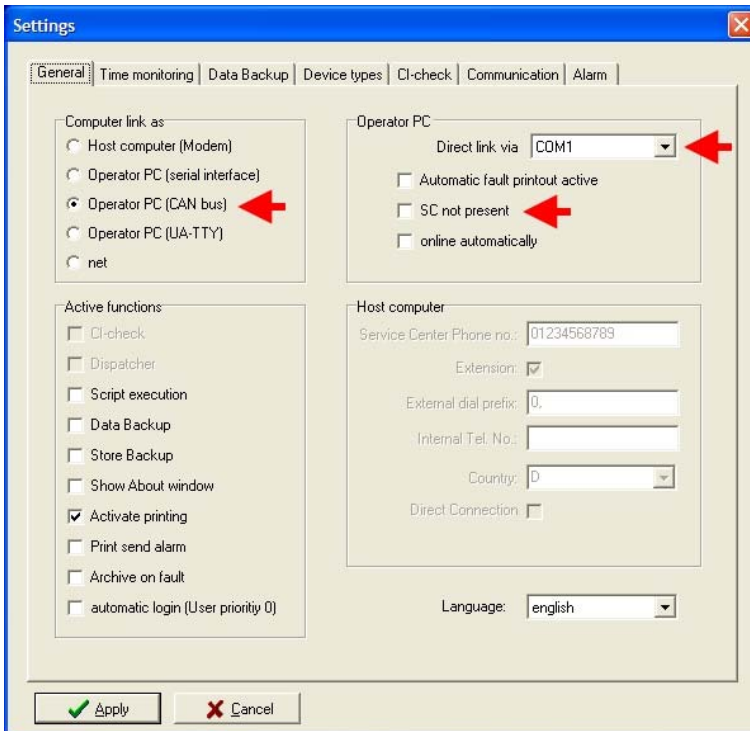 Settings
General
Time monitoring
Data Backup
Device types
CI-check
Communication
Alarm
Computer link as
Host computer (Modem)
Operator PC (serial interface)
Operator PC (CAN bus)
Operator PC (UA-TTY)
net
Operator PC
Direct link via COM1
Automatic fault printout active
SC not present
online automatically
Active functions
CI-check
Dispatcher
Script execution
Data Backup
Store Backup
Show About window
Activate printing
Print send alarm
Archive on fault
automatic login (User prioritiy 0)
Host computer
Service Center Phone no.: 01234568789
Extension:
External dial prefix: 0,
Internal Tel. No.:
Country: D
Direct Connection
Language: english
Apply
Cancel